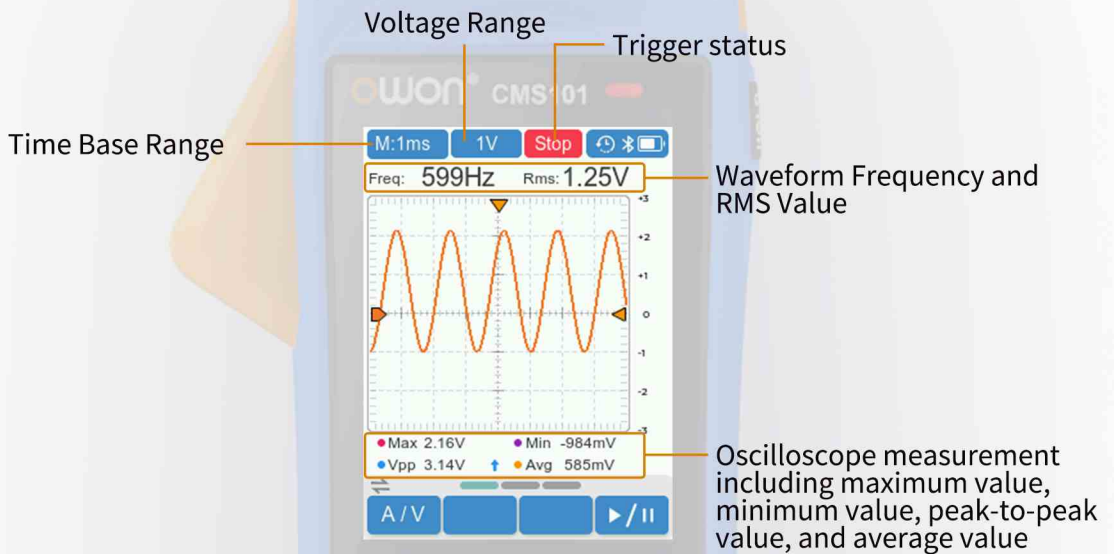 Voltage Range
Trigger status
OWON CMS101
Time Base Range
M:1ms 1V Stop
Freq: 599Hz Rms: 1.25V
Waveform Frequency and
RMS Value
+3
+2
+1
0
-1
-2
-3
Max 2.16V Min -984mV
Vpp 3.14V Avg 585mV
Oscilloscope measurement
including maximum value,
minimum value, peak-to-peak
value, and average value
A/V